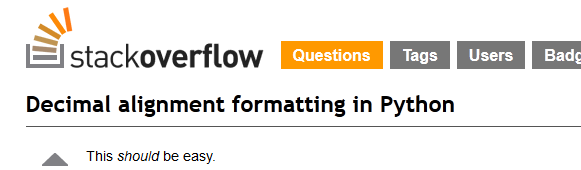 stackoverflow Questions Tags Users
Decimal alignment formatting in Python
This should be easy.